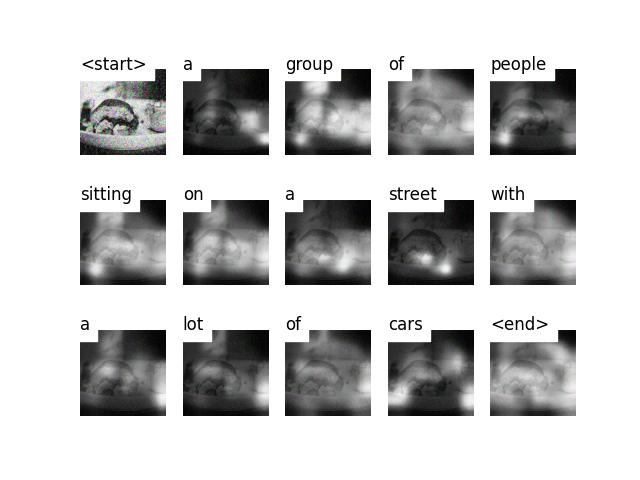 <start> a group of people
sitting on a street with
a lot of cars <end>